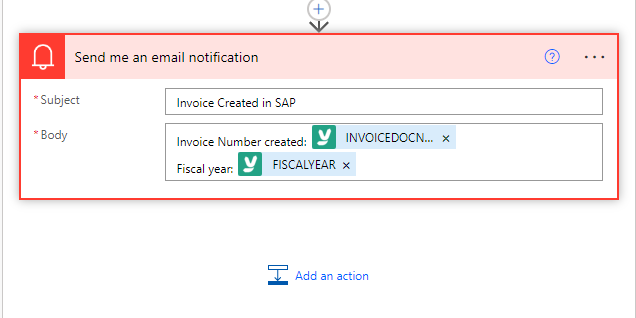 Send me an email notification
* Subject
Invoice Created in SAP
* Body
Invoice Number created: INVOICEDOCN... ×
Fiscal year: FISCALYEAR ×
Add an action